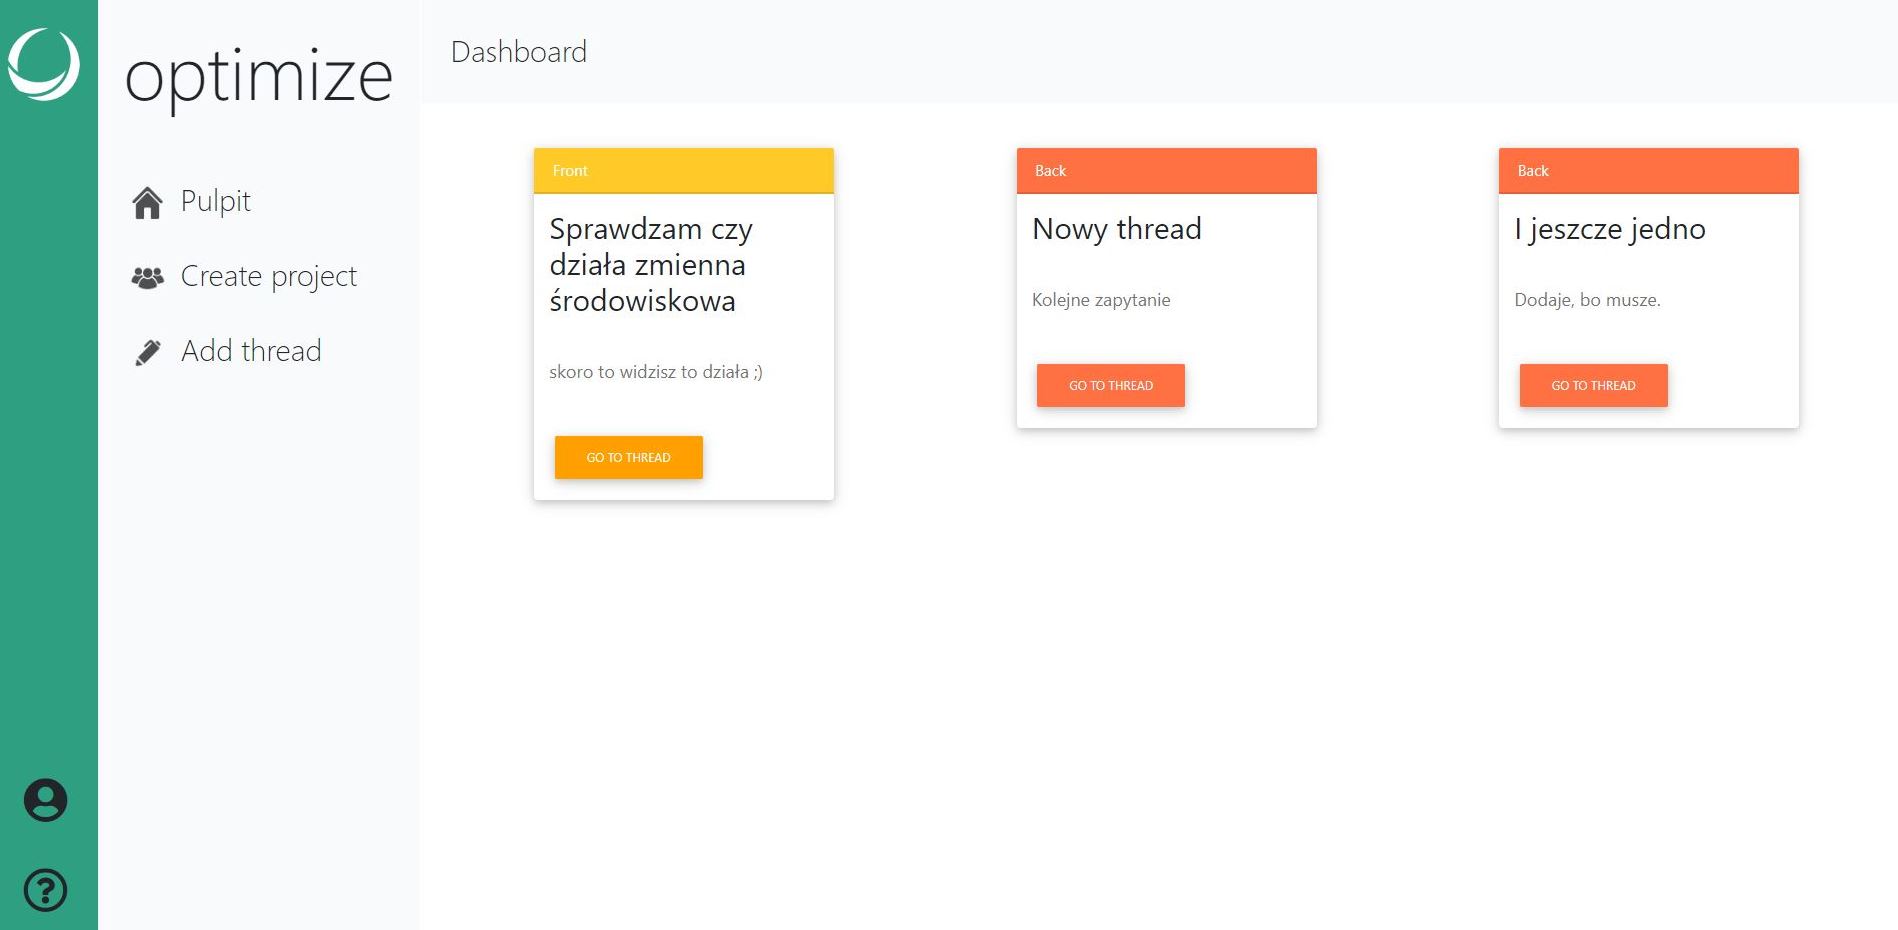 optimize
Pulpit
Create project
Add thread
Dashboard
Front
Sprawdzam czy
działa zmienna
środowiskowa
skoro to widzisz to działa ;)
GO TO THREAD
Back
Nowy thread
Kolejne zapytanie
GO TO THREAD
Back
I jeszcze jedno
Dodaje, bo musze.
GO TO THREAD